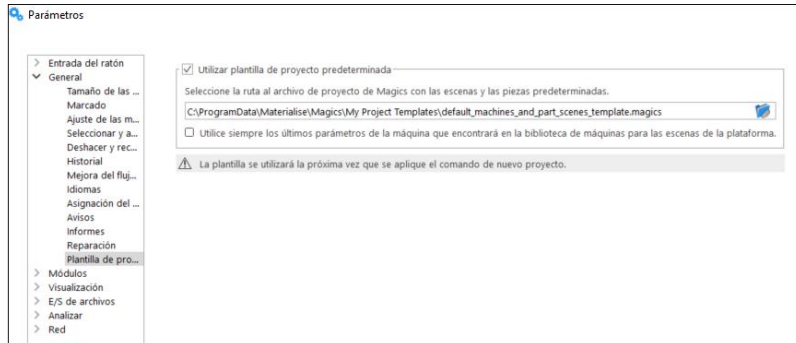 Parámetros
Entrada del ratón
General
Tamaño de las ...
Marcado
Ajuste de las m...
Seleccionar y a...
Deshacer y rec...
Historial
Mejora del fluj...
Idiomas
Asignación del ...
Avisos
Informes
Reparación
Plantilla de pro...
Módulos
Visualización
E/S de archivos
Analizar
Red
Utilizar plantilla de proyecto predeterminada
Seleccione la ruta al archivo de proyecto de Magics con las escenas y las piezas predeterminadas.
C:\ProgramData\Materialise\Magics\My Project Templates\default_machines_and_part_scenes_template.magics
Utilice siempre los últimos parámetros de la máquina que encontrará en la biblioteca de máquinas para las escenas de la plataforma.
La plantilla se utilizará la próxima vez que se aplique el comando de nuevo proyecto.